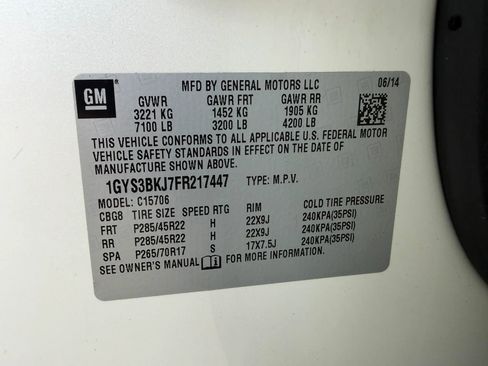 GM
MFD BY GENERAL MOTORS LLC 06/14
GVWR GAWR FRT GAWR RR
3221 KG 1452 KG 1905 KG
7100 LB 3200 LB 4200 LB
THIS VEHICLE CONFORMS TO ALL APPLICABLE U.S. FEDERAL MOTOR
VEHICLE SAFETY STANDARDS IN EFFECT ON THE DATE OF
MANUFACTURE SHOWN ABOVE.
1GYS3BKJ7FR217447 TYPE: M.P.V.
MODEL: C15706
CBG8 TIRE SIZE SPEED RTG RIM COLD TIRE PRESSURE
FRT P285/45R22 H 22X9J 240KPA(35PSI)
RR P285/45R22 H 22X9J 240KPA(35PSI)
SPA P265/70R17 S 17X7.5J 240KPA(35PSI)
SEE OWNER'S MANUAL FOR MORE INFORMATION.